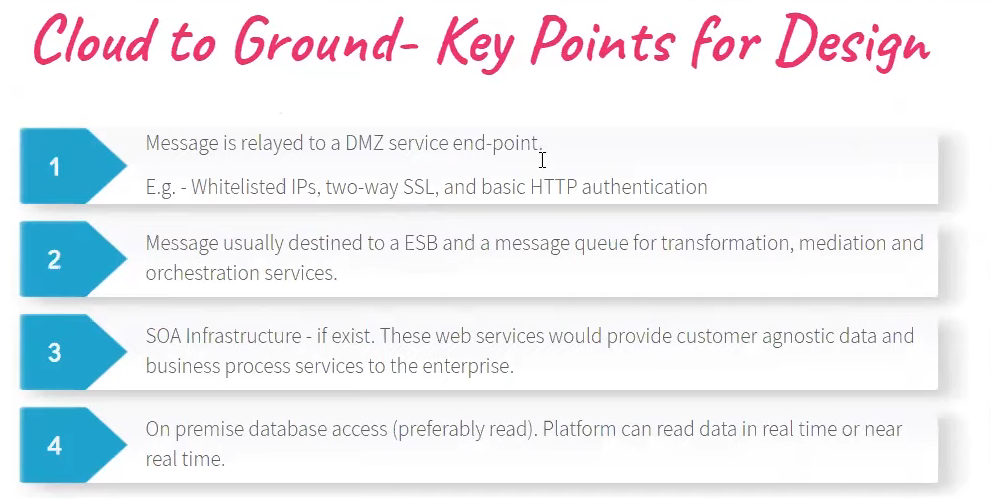 Cloud to Ground- Key Points for Design
1
Message is relayed to a DMZ service end-point.
E.g. - Whitelisted IPs, two-way SSL, and basic HTTP authentication
2
Message usually destined to a ESB and a message queue for transformation, mediation and
orchestration services.
3
SOA Infrastructure - if exist. These web services would provide customer agnostic data and
business process services to the enterprise.
4
On premise database access (preferably read). Platform can read data in real time or near
real time.